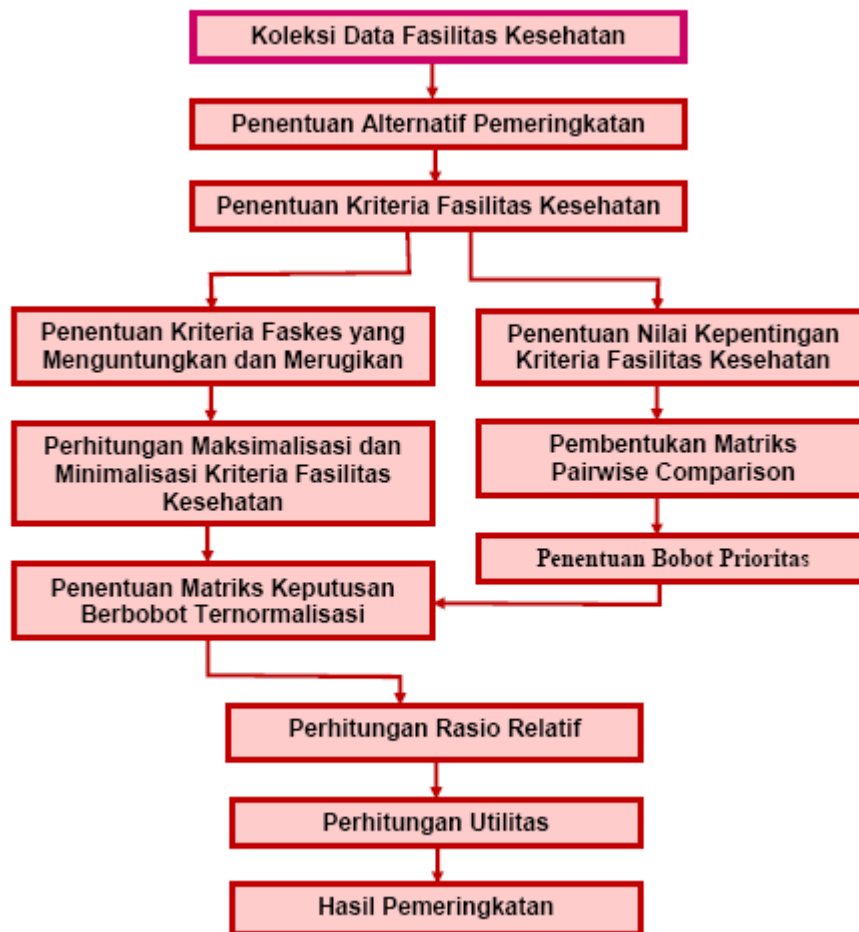 Koleksi Data Fasilitas Kesehatan
Penentuan Alternatif Pemeringkatan
Penentuan Kriteria Fasilitas Kesehatan
Penentuan Kriteria Faskes yang
Menguntungkan dan Merugikan
Perhitungan Maksimalisasi dan
Minimalisasi Kriteria Fasilitas
Kesehatan
Penentuan Nilai Kepentingan
Kriteria Fasilitas Kesehatan
Pembentukan Matriks
Pairwise Comparison
Penentuan Bobot Prioritas
Penentuan Matriks Keputusan
Berbobot Ternormalisasi
Perhitungan Rasio Relatif
Perhitungan Utilitas
Hasil Pemeringkatan